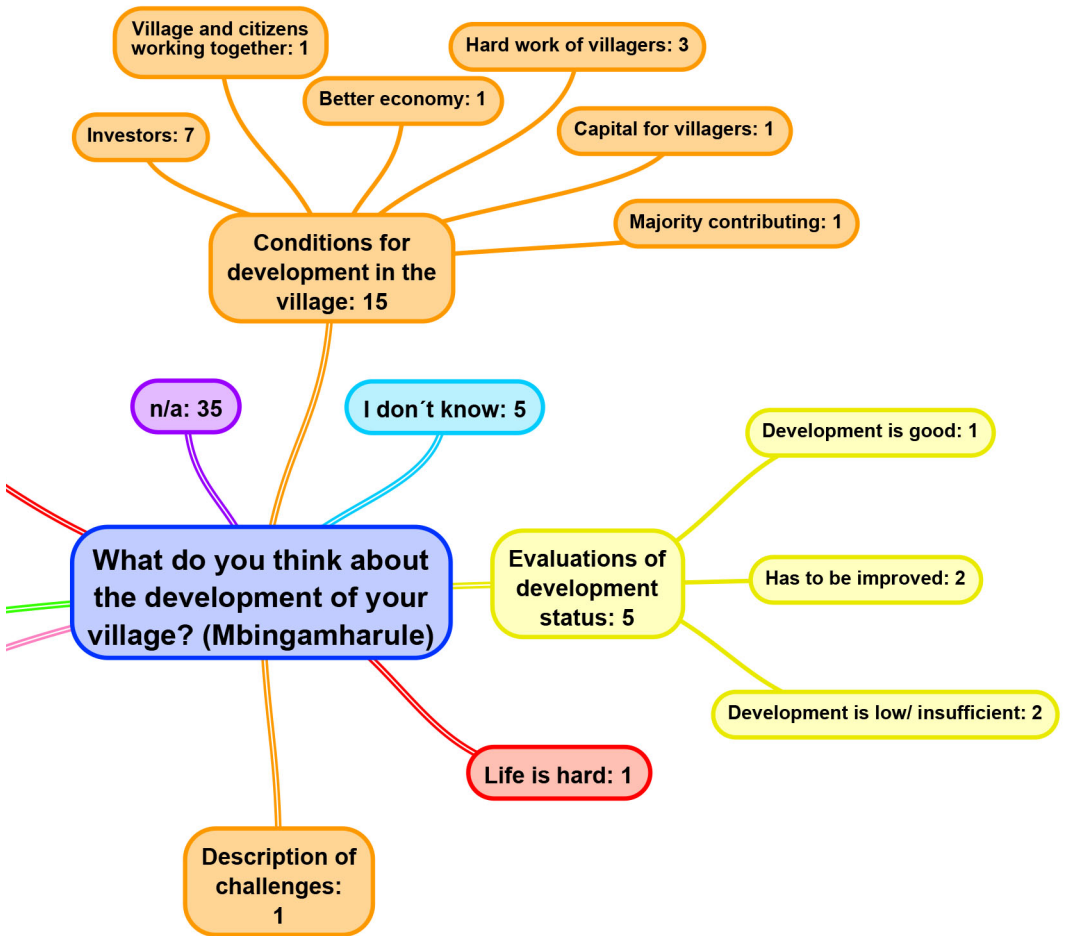 Village and citizens
working together: 1
Hard work of villagers: 3
Better economy: 1
Investors: 7
Capital for villagers: 1
Majority contributing: 1
Conditions for
development in the
village: 15
n/a: 35
I don´t know: 5
Development is good: 1
What do you think about
the development of your
village? (Mbingamharule)
Evaluations of
development
status: 5
Has to be improved: 2
Development is low/ insufficient: 2
Life is hard: 1
Description of
challenges:
1